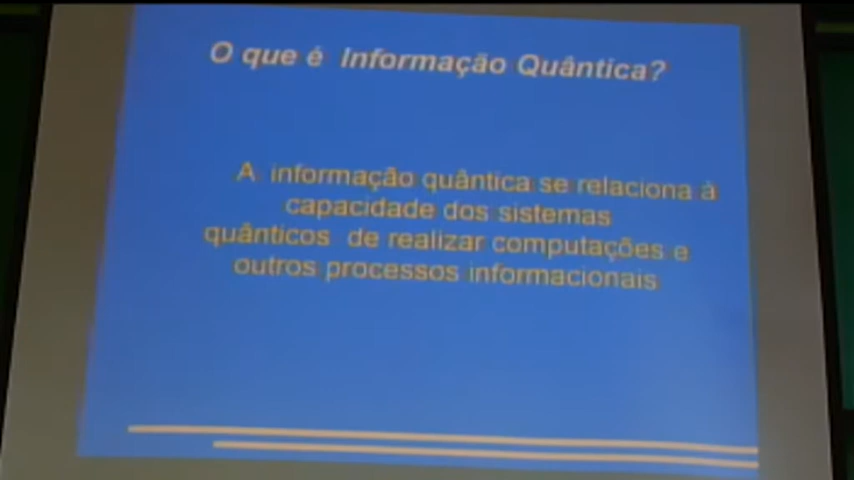 O que é Informação Quântica?
A informação quântica se relaciona à
capacidade dos sistemas
quânticos de realizar computações e
outros processos informacionais